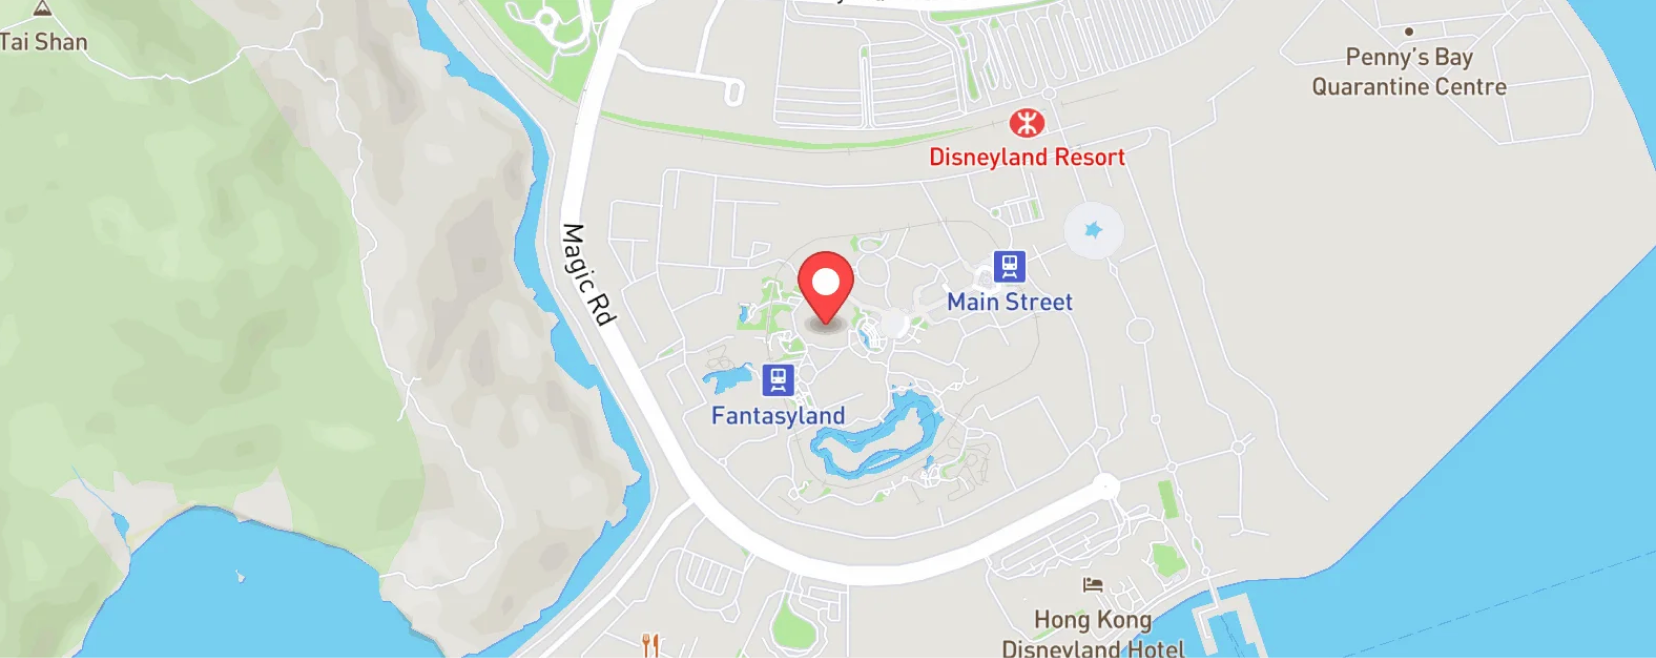 Tai Shan
Penny's Bay
Quarantine Centre
Disneyland Resort
Magic Rd
Main Street
Fantasyland
Hong Kong
Disneyland Hotel